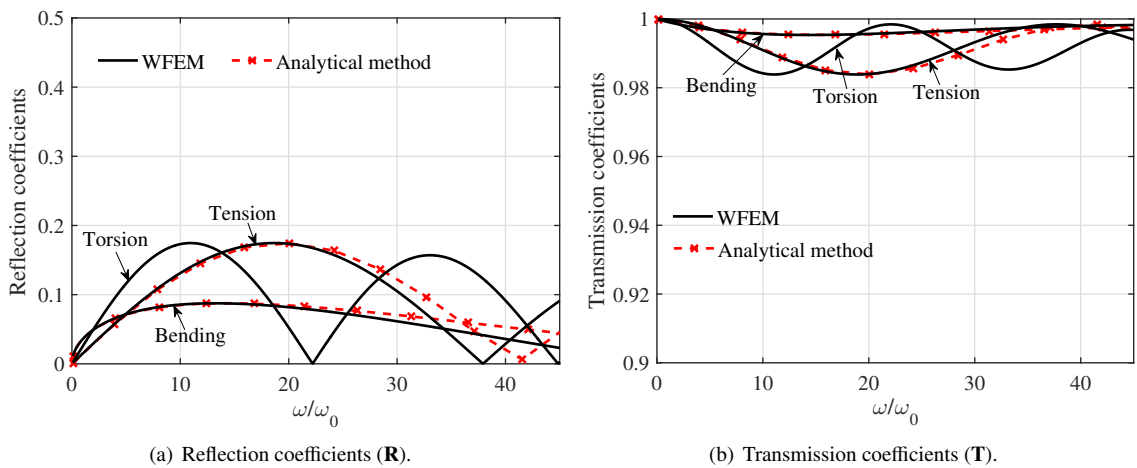 0.5
0.4
0.3
0.2
0.1
0
Reflection coefficients
WFEM
Analytical method
Torsion
Tension
Bending
0
10
20
30
40
ω/ω0
(a) Reflection coefficients (R).
1
0.98
0.96
0.94
0.92
0.9
Transmission coefficients
Bending
Torsion
Tension
WFEM
Analytical method
0
10
20
30
40
ω/ω0
(b) Transmission coefficients (T).